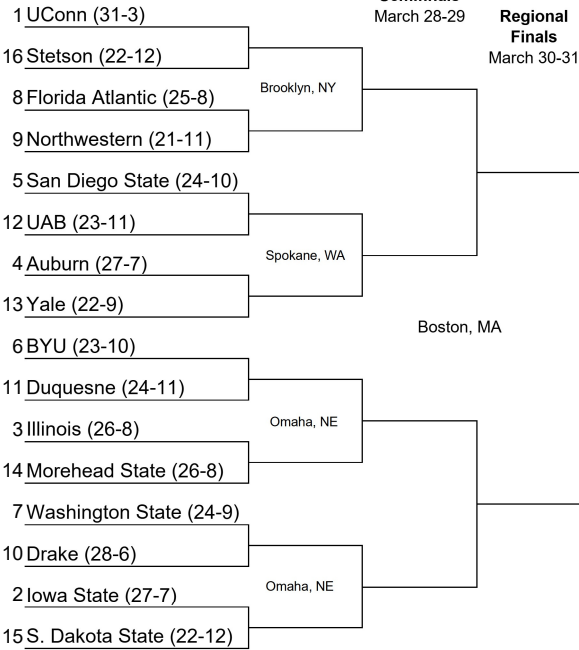 1 UConn (31-3)
March 28-29
Regional
Finals
March 30-31
16 Stetson (22-12)
Brooklyn, NY
8 Florida Atlantic (25-8)
9 Northwestern (21-11)
5 San Diego State (24-10)
12 UAB (23-11)
Spokane, WA
4 Auburn (27-7)
13 Yale (22-9)
Boston, MA
6 BYU (23-10)
11 Duquesne (24-11)
Omaha, NE
3 Illinois (26-8)
14 Morehead State (26-8)
7 Washington State (24-9)
10 Drake (28-6)
Omaha, NE
2 Iowa State (27-7)
15 S. Dakota State (22-12)